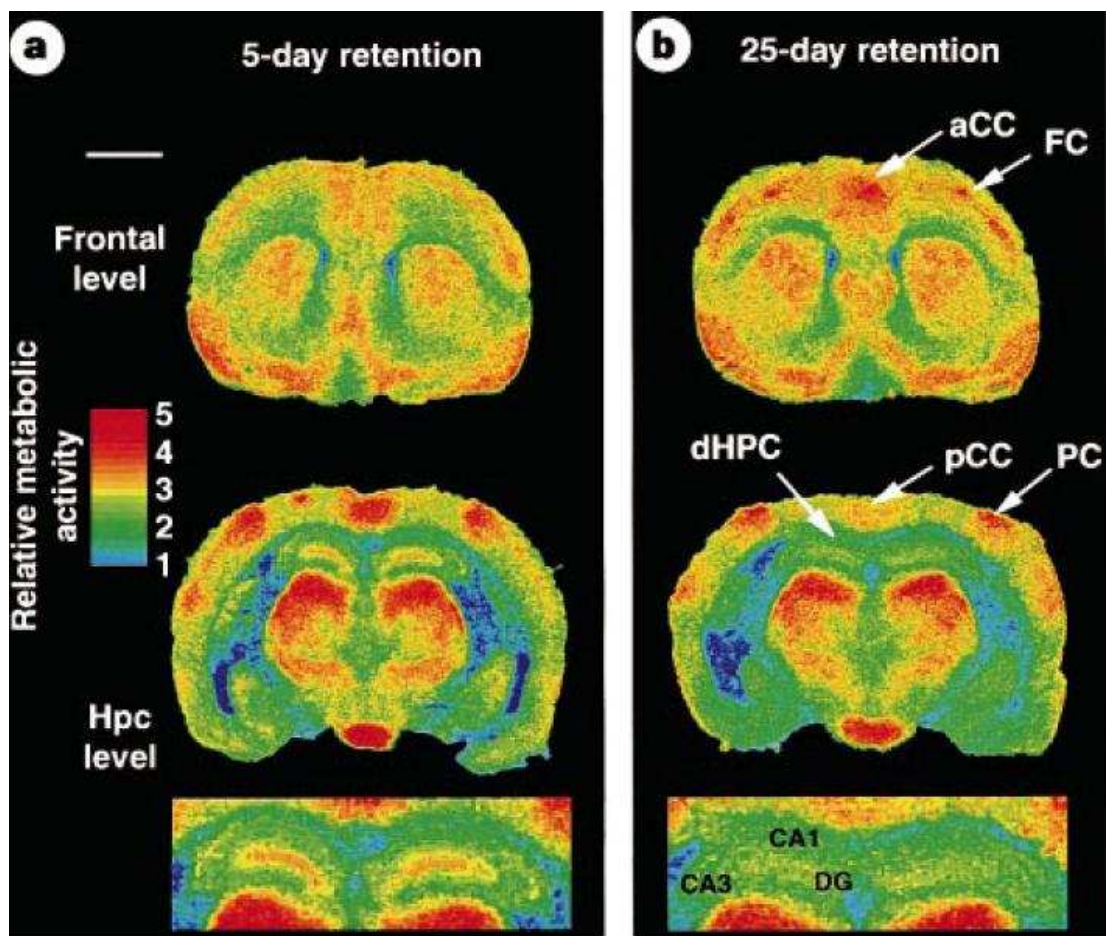 a
5-day retention
Frontal
level
Relative metabolic
activity
5
4
3
2
1
Hpc
level
b
25-day retention
aCC
FC
dHPC
pCC
PC
CA1
CA3
DG